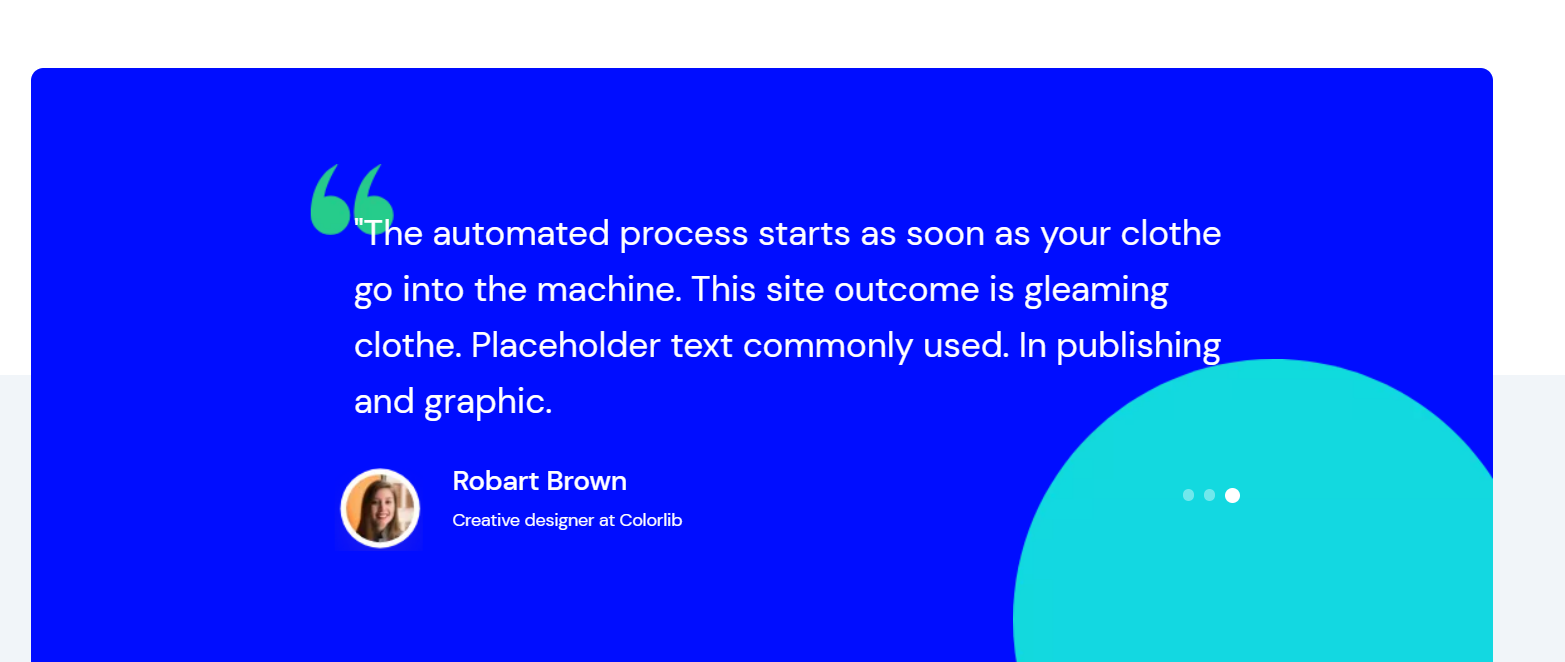 "The automated process starts as soon as your clothe
go into the machine. This site outcome is gleaming
clothe. Placeholder text commonly used. In publishing
and graphic.
Robart Brown
Creative designer at Colorlib